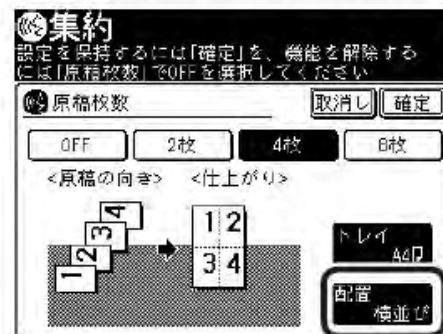 集約
設定を保持するには「確定」を、機能を解除する
には「原稿枚数」でOFFを選択してください
原稿枚数
取消し
確定
OFF
2枚
4枚
8枚
<原稿の向き>
<仕上がり>
1 2 3 4
1 2
3 4
トレイ
A4
配置
横並び